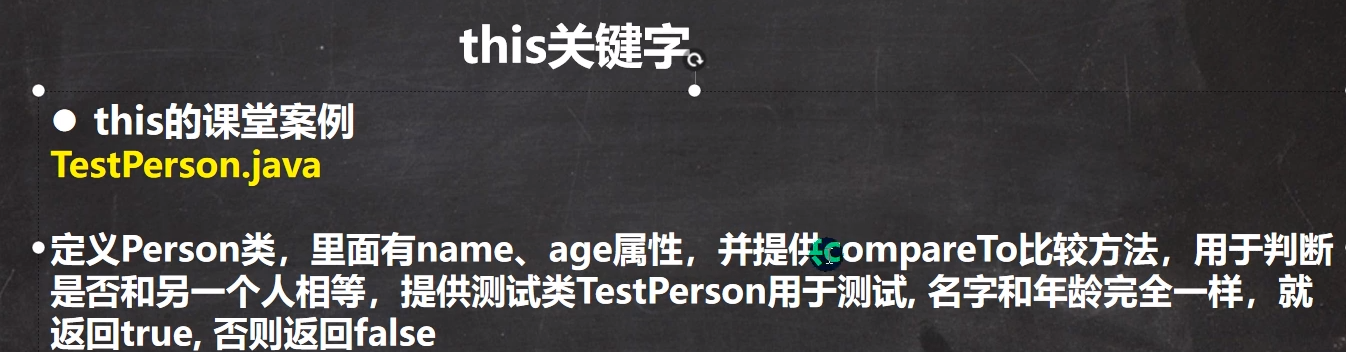 this关键字
● this的课堂案例
TestPerson.java
•定义Person类，里面有name、age属性，并提供compareTo比较方法，用于判断
是否和另一个人相等，提供测试类TestPerson用于测试, 名字和年龄完全一样，就
返回true, 否则返回false